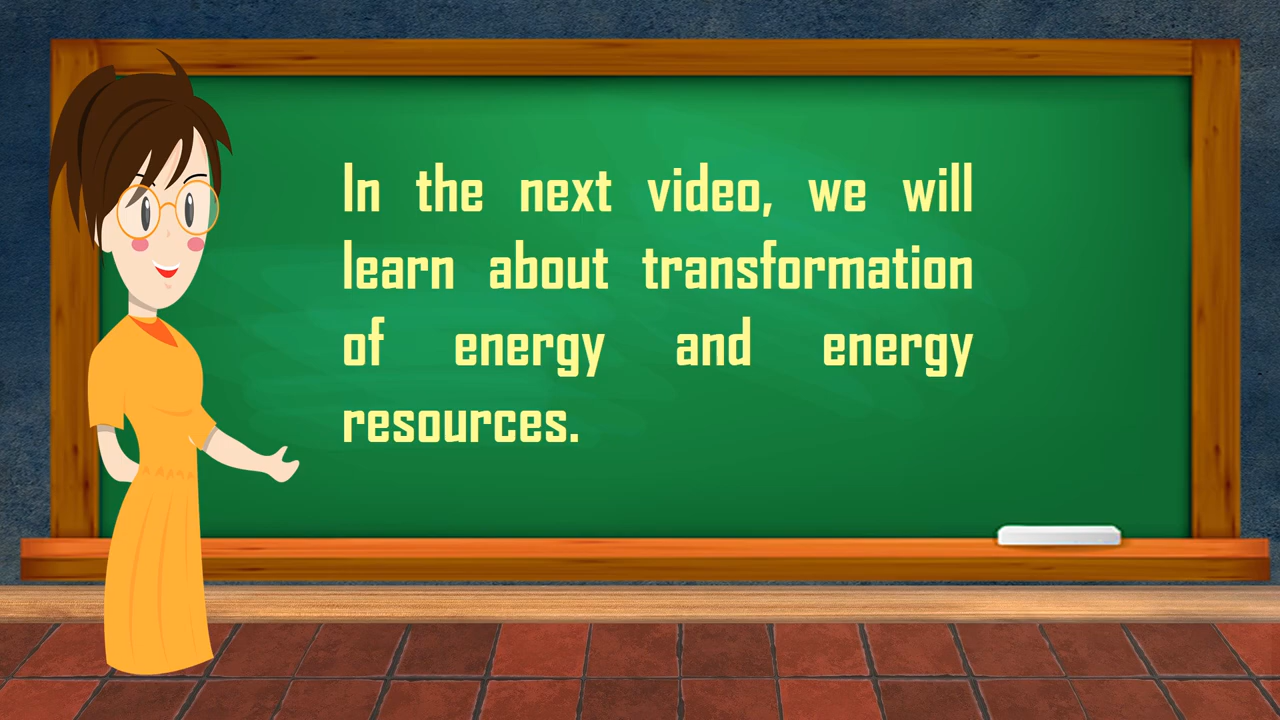 In the next video, we will
learn about transformation
of energy and energy
resources.